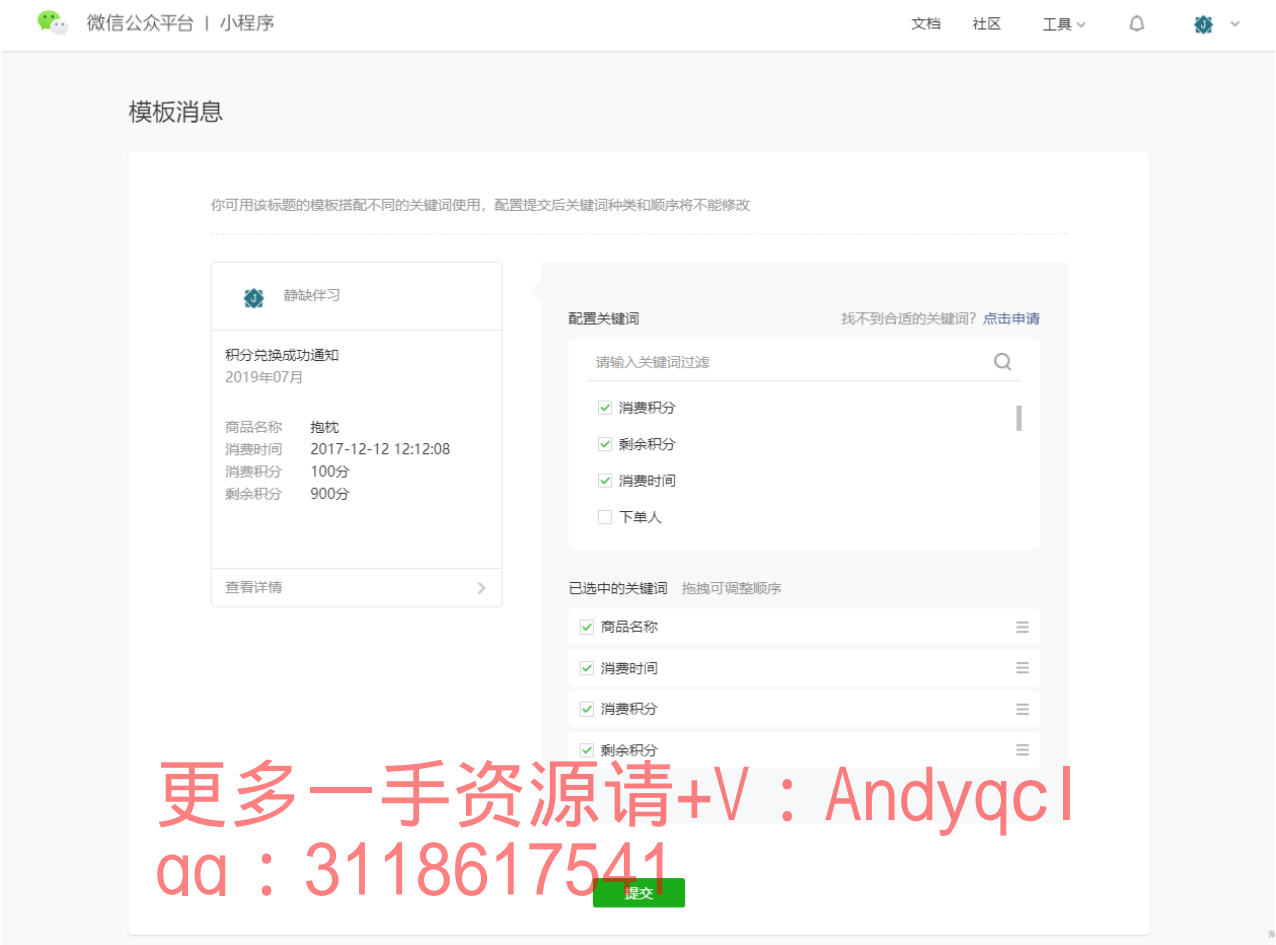 微信公众平台 | 小程序 文档 社区 工具
模板消息
你可用该标题的模板搭配不同的关键词使用，配置提交后关键词种类和顺序将不能修改
静缺伴习
积分兑换成功通知
2019年07月
商品名称 抱枕
消费时间 2017-12-12 12:12:08
消费积分 100分
剩余积分 900分
查看详情
配置关键词 找不到合适的关键词？点击申请
请输入关键词过滤
消费积分
剩余积分
消费时间
下单人
已选中的关键词 拖拽可调整顺序
商品名称
消费时间
消费积分
剩余积分
更多一手资源请+V：Andyqcl
qq：3118617541
提交